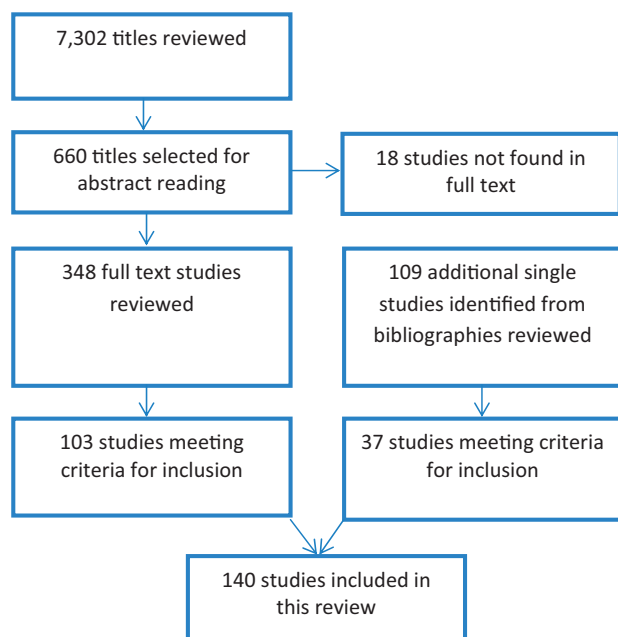 7,302 titles reviewed
660 titles selected for
abstract reading
18 studies not found in
full text
348 full text studies
reviewed
109 additional single
studies identified from
bibliographies reviewed
103 studies meeting
criteria for inclusion
37 studies meeting criteria
for inclusion
140 studies included in
this review